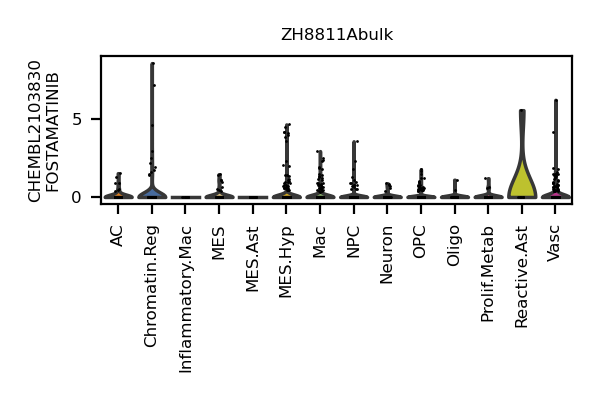 ZH8811Abulk
CHEMBL2103830
FOSTAMATINIB
5
0
AC
Chromatin.Reg
Inflammatory.Mac
MES
MES.Ast
MES.Hyp
Mac
NPC
Neuron
OPC
Oligo
Prolif.Metab
Reactive.Ast
Vasc